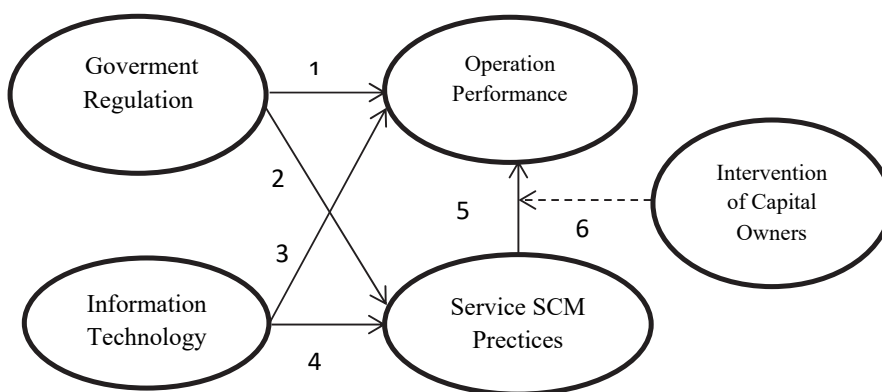 Goverment
Regulation
1
Operation
Performance
2
Intervention
of Capital
Owners
5
6
3
Information
Technology
4
Service SCM
Prectices